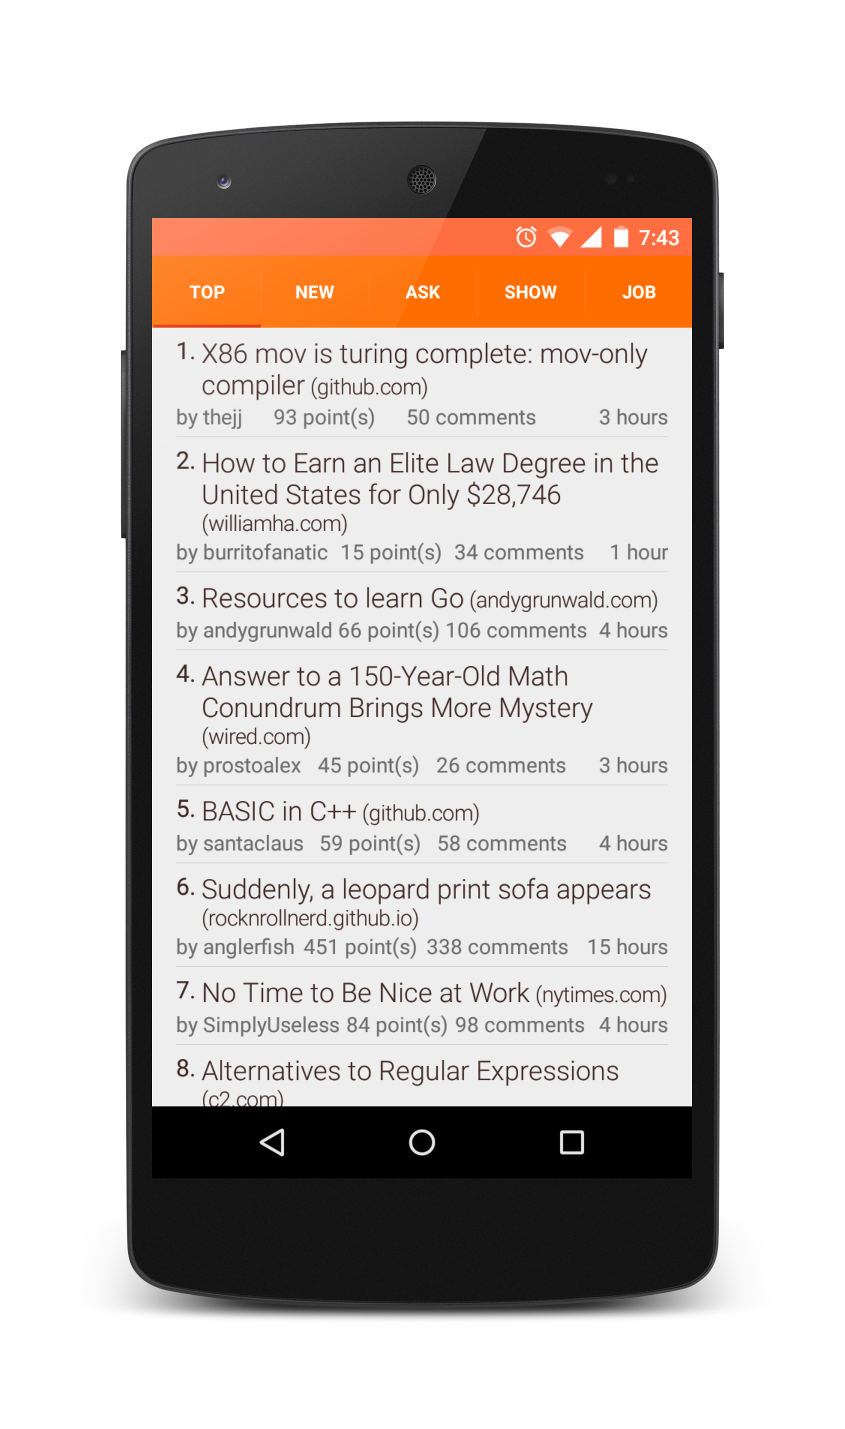 7:43
TOP NEW ASK SHOW JOB
1. X86 mov is turing complete: mov-only
compiler (github.com)
by thejj 93 point(s) 50 comments 3 hours
2. How to Earn an Elite Law Degree in the
United States for Only $28,746
(williamha.com)
by burritofanatic 15 point(s) 34 comments 1 hour
3. Resources to learn Go (andygrunwald.com)
by andygrunwald 66 point(s) 106 comments 4 hours
4. Answer to a 150-Year-Old Math
Conundrum Brings More Mystery
(wired.com)
by prostoalex 45 point(s) 26 comments 3 hours
5. BASIC in C++ (github.com)
by santaclaus 59 point(s) 58 comments 4 hours
6. Suddenly, a leopard print sofa appears
(rocknrollnerd.github.io)
by anglerfish 451 point(s) 338 comments 15 hours
7. No Time to Be Nice at Work (nytimes.com)
by SimplyUseless 84 point(s) 98 comments 4 hours
8. Alternatives to Regular Expressions
(c2.com)